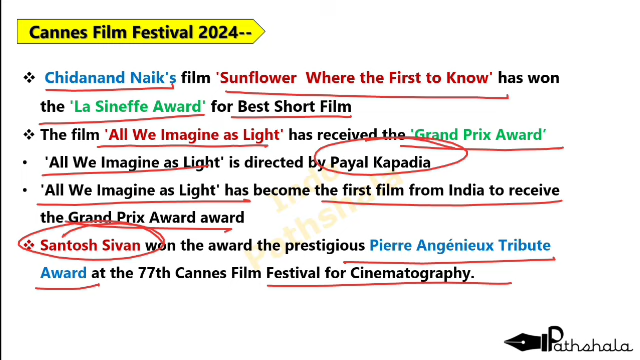 Cannes Film Festival 2024--
❖ Chidanand Naik's film 'Sunflower Where the First to Know' has won
the 'La Sineffe Award' for Best Short Film
❖ The film 'All We Imagine as Light' has received the 'Grand Prix Award'
• 'All We Imagine as Light' is directed by Payal Kapadia
• 'All We Imagine as Light' has become the first film from India to receive
the Grand Prix Award award
❖ Santosh Sivan won the award the prestigious Pierre Angénieux Tribute
Award at the 77th Cannes Film Festival for Cinematography.
Pathshala
Pathshala